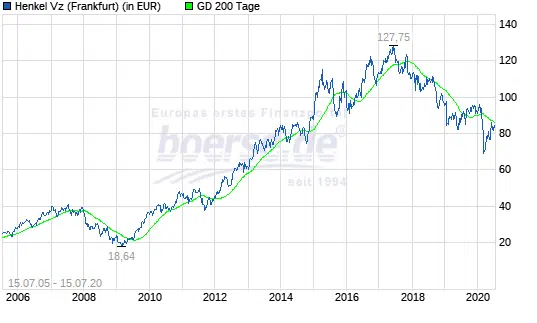 Henkel Vz (Frankfurt) (in EUR) GD 200 Tage
140
127,75
120
100
Europas erstes Finanz
boerse.de®
80
seit 1994
60
40
18,64
20
15.07.05 - 15.07.20
2006 2008 2010 2012 2014 2016 2018 2020